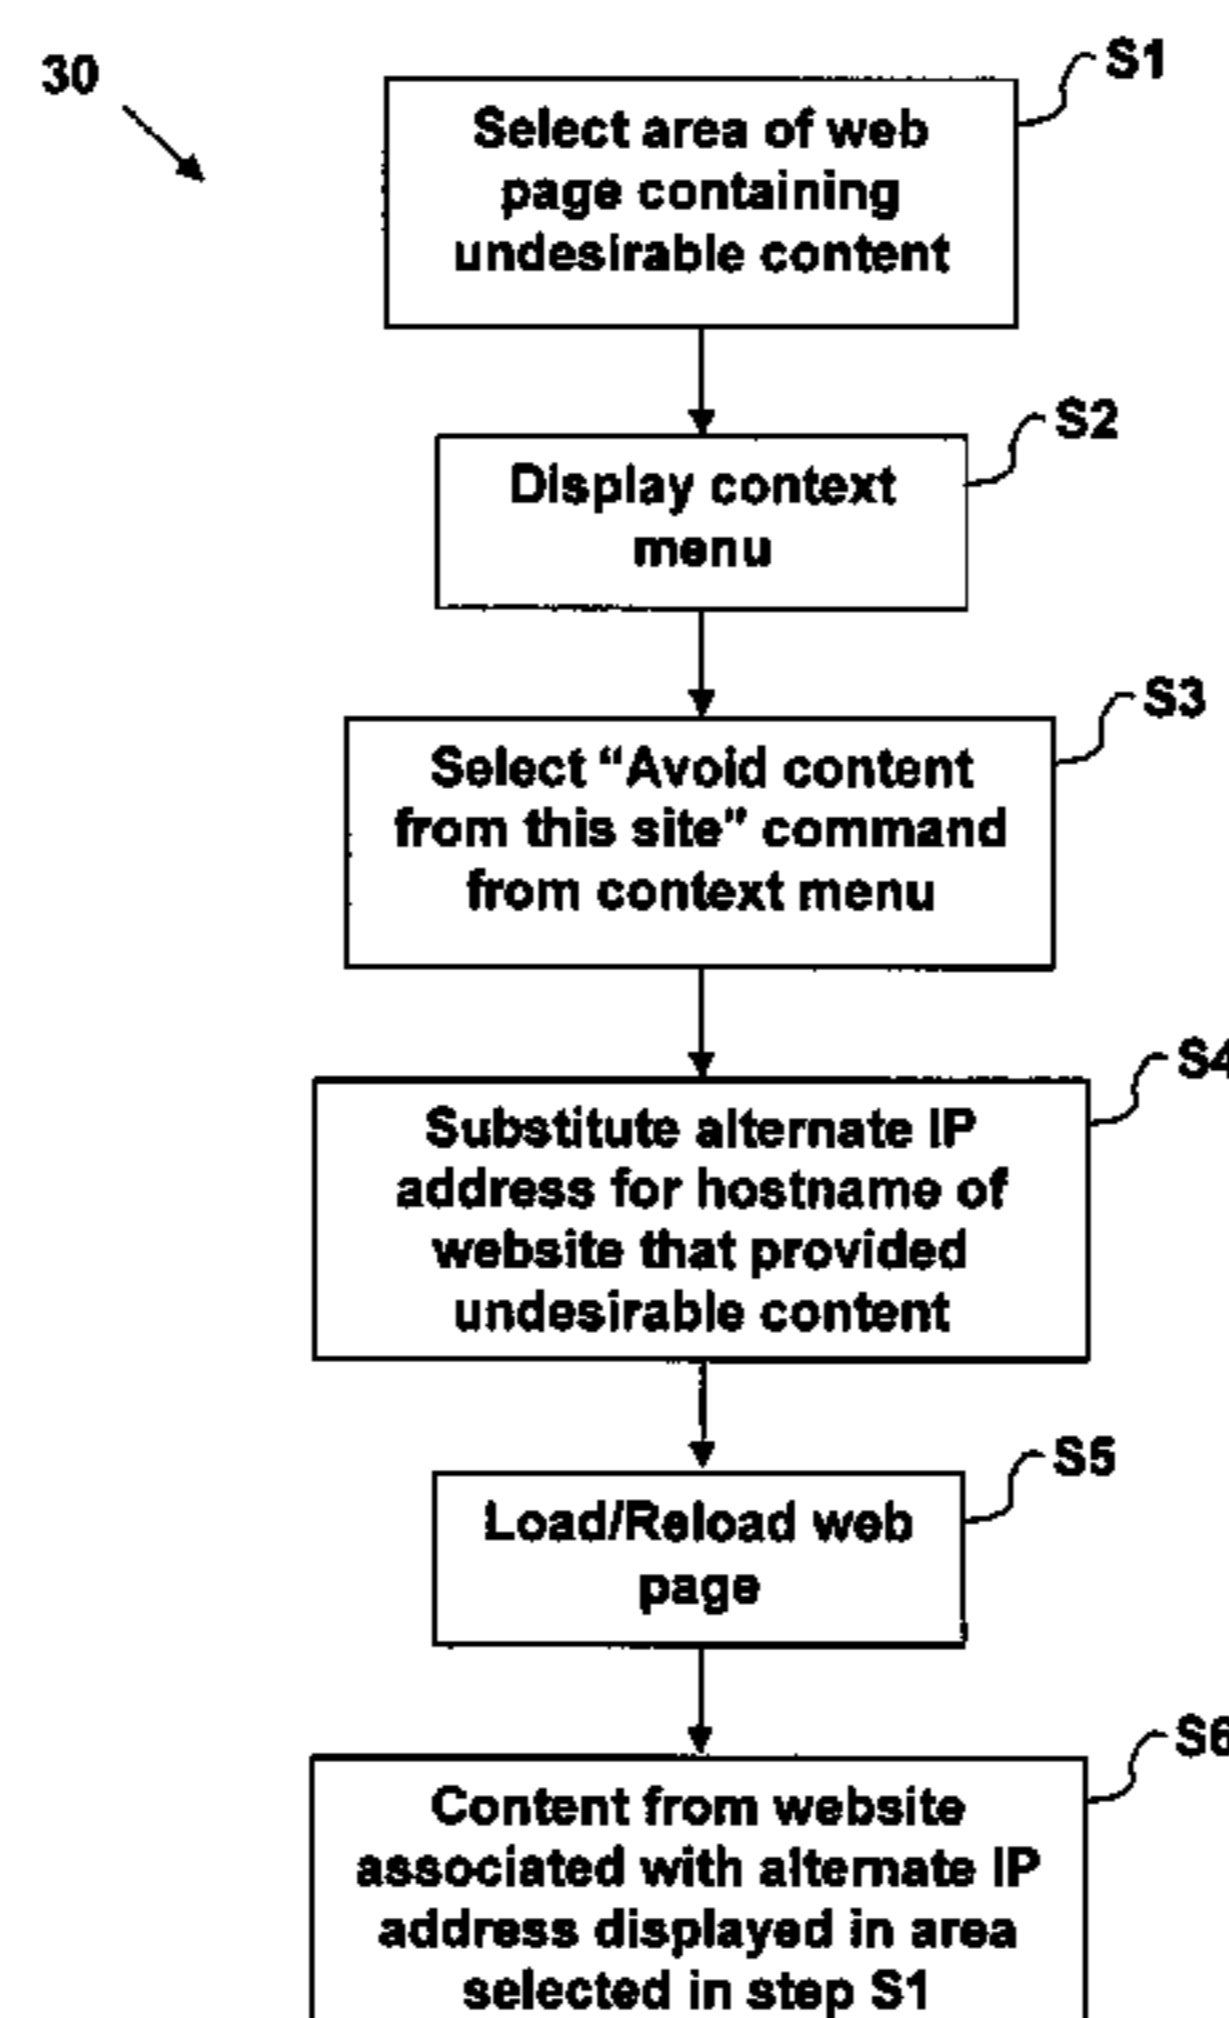 30
S1
Select area of web
page containing
undesirable content
S2
Display context
menu
S3
Select “Avoid content
from this site” command
from context menu
S4
Substitute alternate IP
address for hostname of
website that provided
undesirable content
S5
Load/Reload web
page
S6
Content from website
associated with alternate IP
address displayed in area
selected in step S1